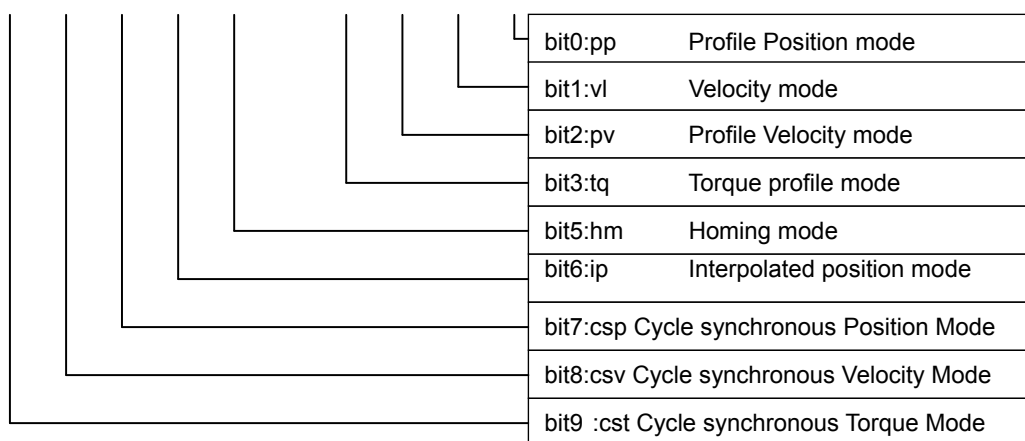 bit0:pp Profile Position mode
bit1:vl Velocity mode
bit2:pv Profile Velocity mode
bit3:tq Torque profile mode
bit5:hm Homing mode
bit6:ip Interpolated position mode
bit7:csp Cycle synchronous Position Mode
bit8:csv Cycle synchronous Velocity Mode
bit9 :cst Cycle synchronous Torque Mode